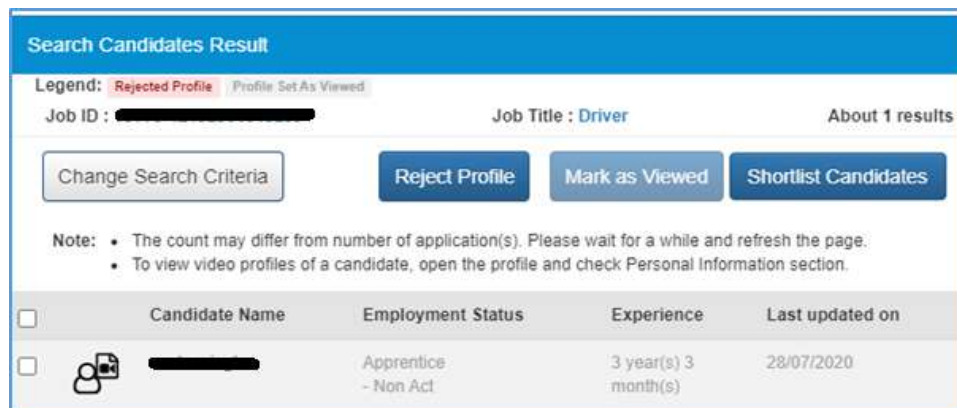 Search Candidates Result
Legend: Rejected Profile Profile Set As Viewed
Job ID : Job Title : Driver About 1 results
Change Search Criteria Reject Profile Mark as Viewed Shortlist Candidates
Note: • The count may differ from number of application(s). Please wait for a while and refresh the page.
• To view video profiles of a candidate, open the profile and check Personal Information section.
Candidate Name Employment Status Experience Last updated on
Apprentice 3 year(s) 3 28/07/2020
- Non Act month(s)